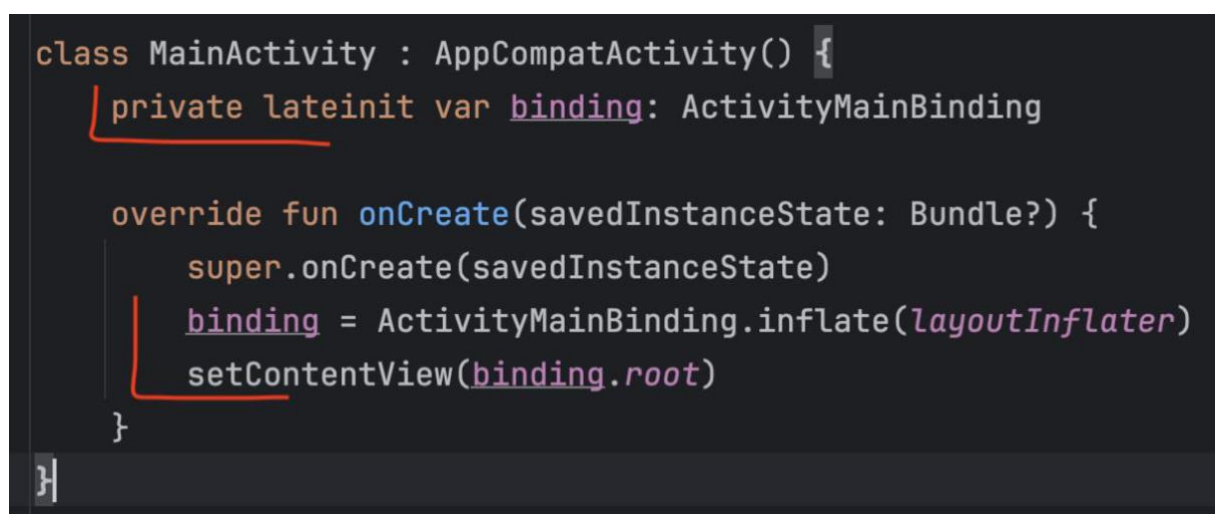 class MainActivity : AppCompatActivity() {
private lateinit var binding: ActivityMainBinding
override fun onCreate(savedInstanceState: Bundle?) {
super.onCreate(savedInstanceState)
binding = ActivityMainBinding.inflate(layoutInflater)
setContentView(binding.root)
}
}